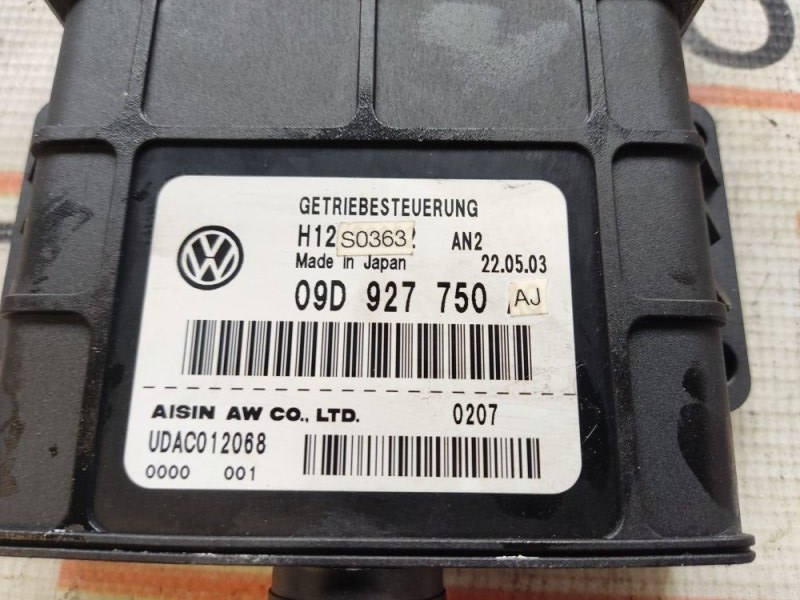 GETRIEBESTEUERUNG
H12 S0363 2 AN2
Made in Japan 22.05.03
09D 927 750 AJ
AISIN AW CO., LTD. 0207
UDAC012068
0000 001